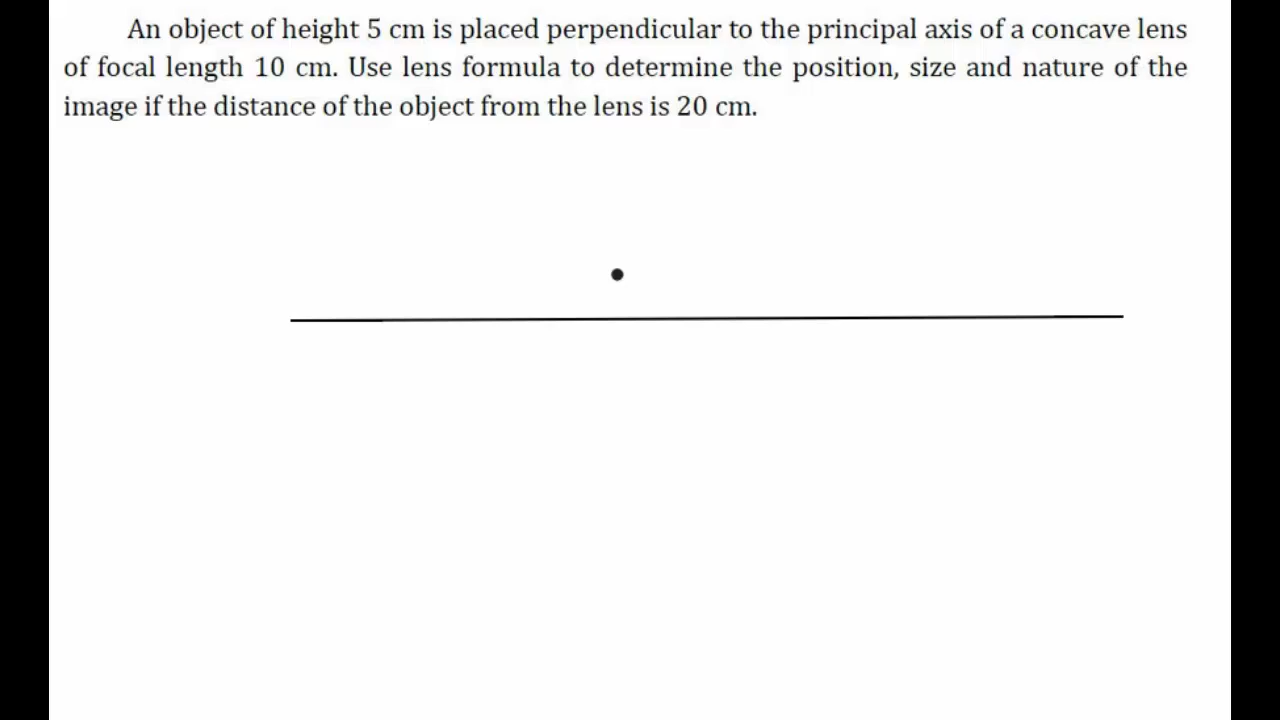 An object of height 5 cm is placed perpendicular to the principal axis of a concave lens
of focal length 10 cm. Use lens formula to determine the position, size and nature of the
image if the distance of the object from the lens is 20 cm.